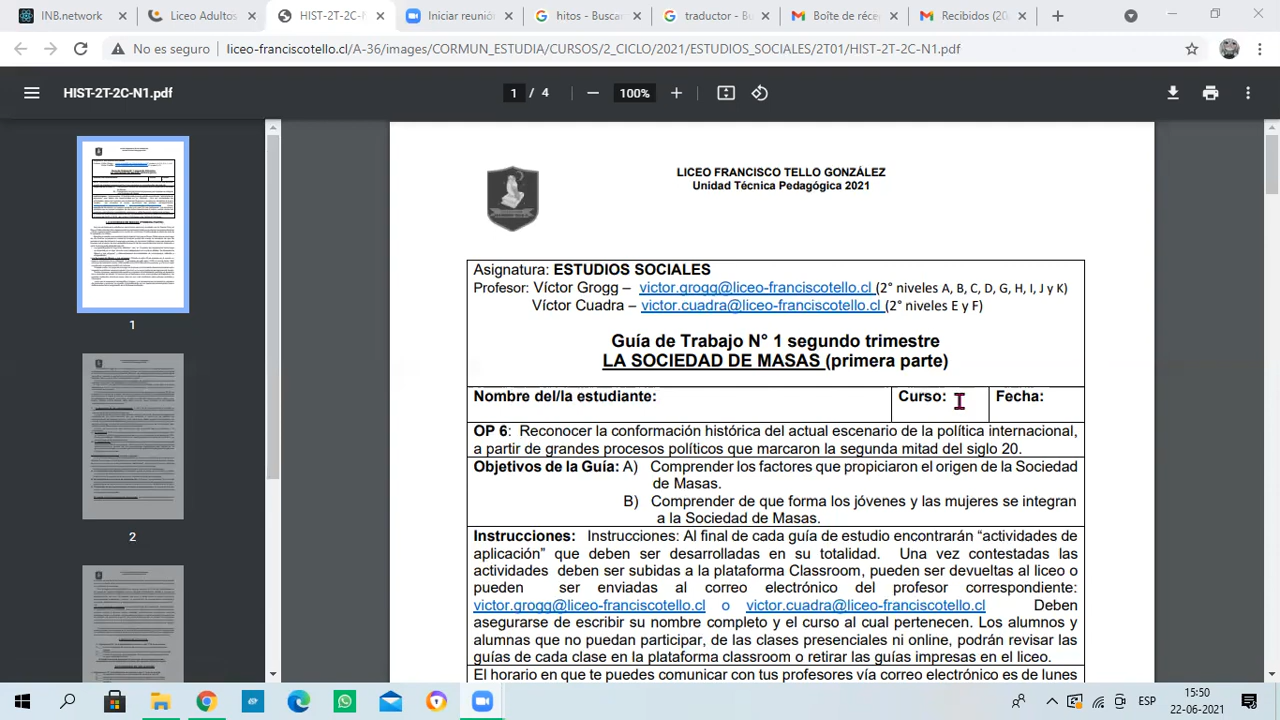 INB.network
Liceo Adultos
HIST-2T-2C-N
Iniciar reunión
hitos - Buscar
traductor - Bu
Boîte de réce
Recibidos (20
No es seguro
liceo-franciscotello.cl/A-36/images/CORMUN_ESTUDIA/CURSOS/2_CICLO/2021/ESTUDIOS_SOCIALES/2T01/HIST-2T-2C-N1.pdf
HIST-2T-2C-N1.pdf
1 / 4
100%
1
2
LICEO FRANCISCO TELLO GONZÁLEZ
Unidad Técnica Pedagógica 2021
Asignatura: ESTUDIOS SOCIALES
Profesor: Víctor Grogg – victor.grogg@liceo-franciscotello.cl (2° niveles A, B, C, D, G, H, I, J y K)
Víctor Cuadra – victor.cuadra@liceo-franciscotello.cl (2° niveles E y F)
Guía de Trabajo N° 1 segundo trimestre
LA SOCIEDAD DE MASAS (primera parte)
Nombre del/la estudiante:
Curso:
Fecha:
OP 6: Reconocer la conformación histórica del actual escenario de la política internacional,
a partir de grandes procesos políticos que marcaron la segunda mitad del siglo 20.
Objetivos de la Guía: A) Comprender los factores que propiciaron el origen de la Sociedad
de Masas.
B) Comprender de que forma los jóvenes y las mujeres se integran
a la Sociedad de Masas.
Instrucciones: Instrucciones: Al final de cada guía de estudio encontrarán “actividades de
aplicación” que deben ser desarrolladas en su totalidad. Una vez contestadas las
actividades deben ser subidas a la plataforma Classroom, pueden ser devueltas al liceo o
pueden ser enviadas al correo electrónico del profesor correspondiente:
victor.grogg@liceo-franciscotello.cl o victor.cuadra@liceo-franciscotello.cl Deben
asegurarse de escribir su nombre completo y el curso al cual pertenecen. Los alumnos y
alumnas que no puedan participar, de las clases presenciales ni online, podrán revisar las
guías de cada clase en la plataforma classroom o retirar las guías impresas en el liceo.
El horario en que te puedes comunicar con tus profesores vía correo electrónico es de lunes
ESP
15:50
22-06-2021